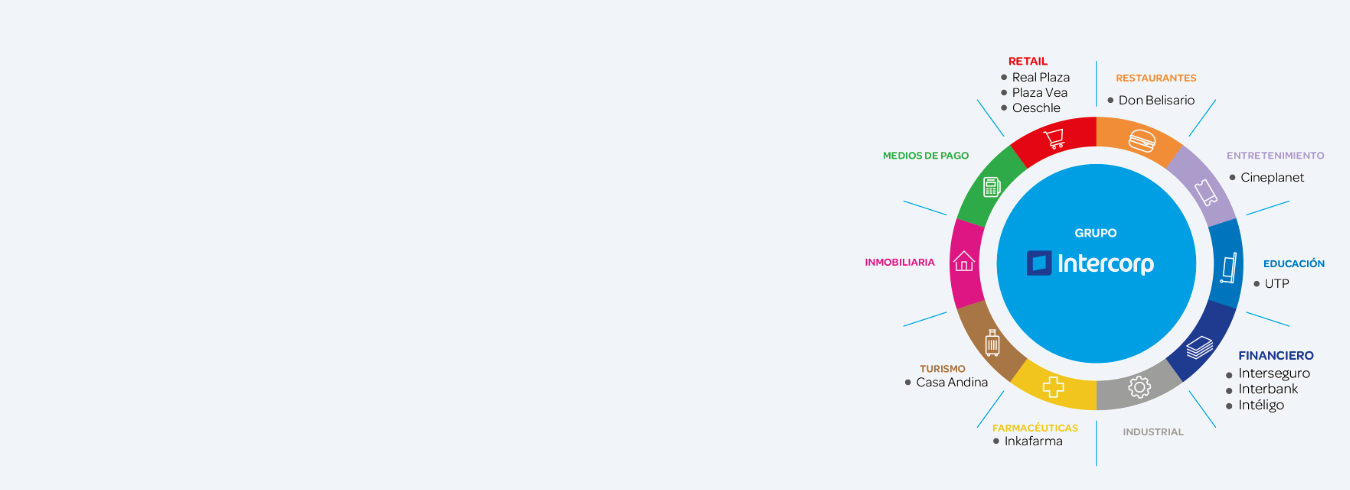 RETAIL
Real Plaza
Plaza Vea
Oeschle
RESTAURANTES
Don Belisario
ENTRETENIMIENTO
Cineplanet
EDUCACIÓN
UTP
FINANCIERO
Interseguro
Interbank
Intéligo
INDUSTRIAL
FARMACÉUTICAS
Inkafarma
TURISMO
Casa Andina
INMOBILIARIA
MEDIOS DE PAGO
GRUPO
Intercorp